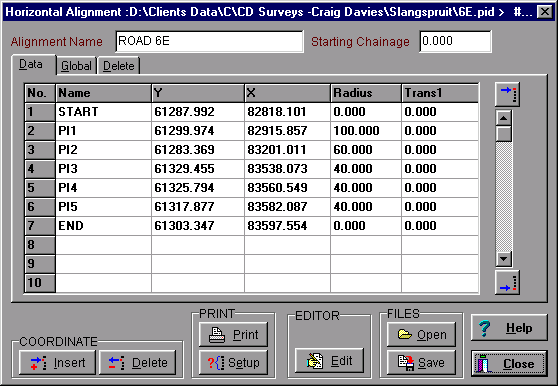 Horizontal Alignment :D:\Clients Data\C\CD Surveys -Craig Davies\Slangspruit\6E.pid > #...
Alignment Name ROAD 6E Starting Chainage 0.000
Data Global Delete
No. Name Y X Radius Trans1
1 START 61287.992 82818.101 0.000 0.000
2 PI1 61299.974 82915.857 100.000 0.000
3 PI2 61283.369 83201.011 60.000 0.000
4 PI3 61329.455 83538.073 40.000 0.000
5 PI4 61325.794 83560.549 40.000 0.000
6 PI5 61317.877 83582.087 40.000 0.000
7 END 61303.347 83597.554 0.000 0.000
8
9
10
COORDINATE
Insert Delete
PRINT
Print
Setup
EDITOR
Edit
FILES
Open
Save
Help
Close